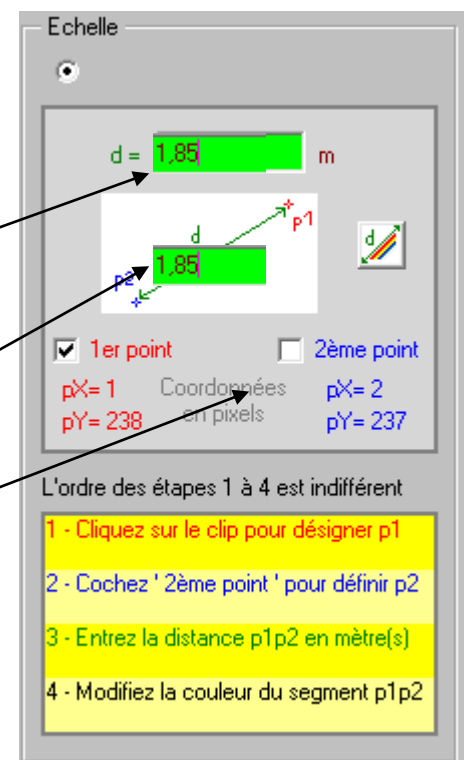 Echelle
d = 1,85 m
d
p1
1,85
p2
d
1er point 2ème point
pX= 1 Coordonnées pX= 2
pY= 238 en pixels pY= 237
L'ordre des étapes 1 à 4 est indifférent
1 - Cliquez sur le clip pour désigner p1
2 - Cochez ' 2ème point ' pour définir p2
3 - Entrez la distance p1p2 en mètre(s)
4 - Modifiez la couleur du segment p1p2